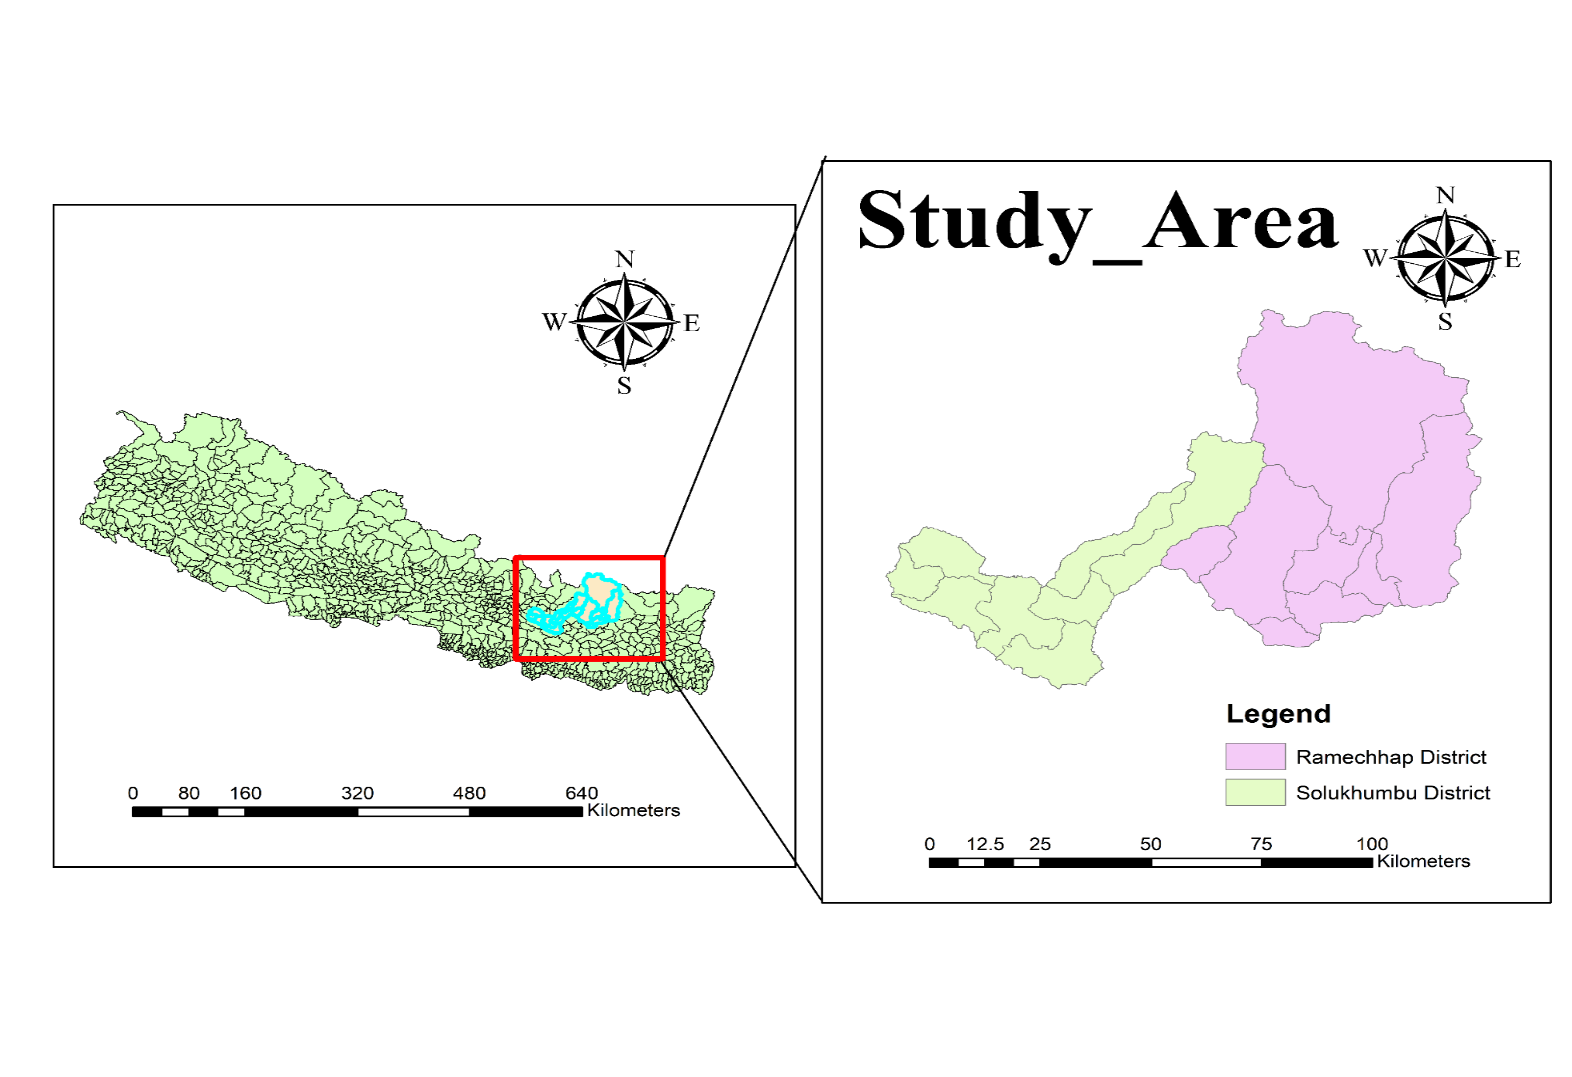 N
W E
S
0 80 160 320 480 640
Kilometers
Study_Area
N
W E
S
Legend
Ramechhap District
Solukhumbu District
0 12.5 25 50 75 100
Kilometers